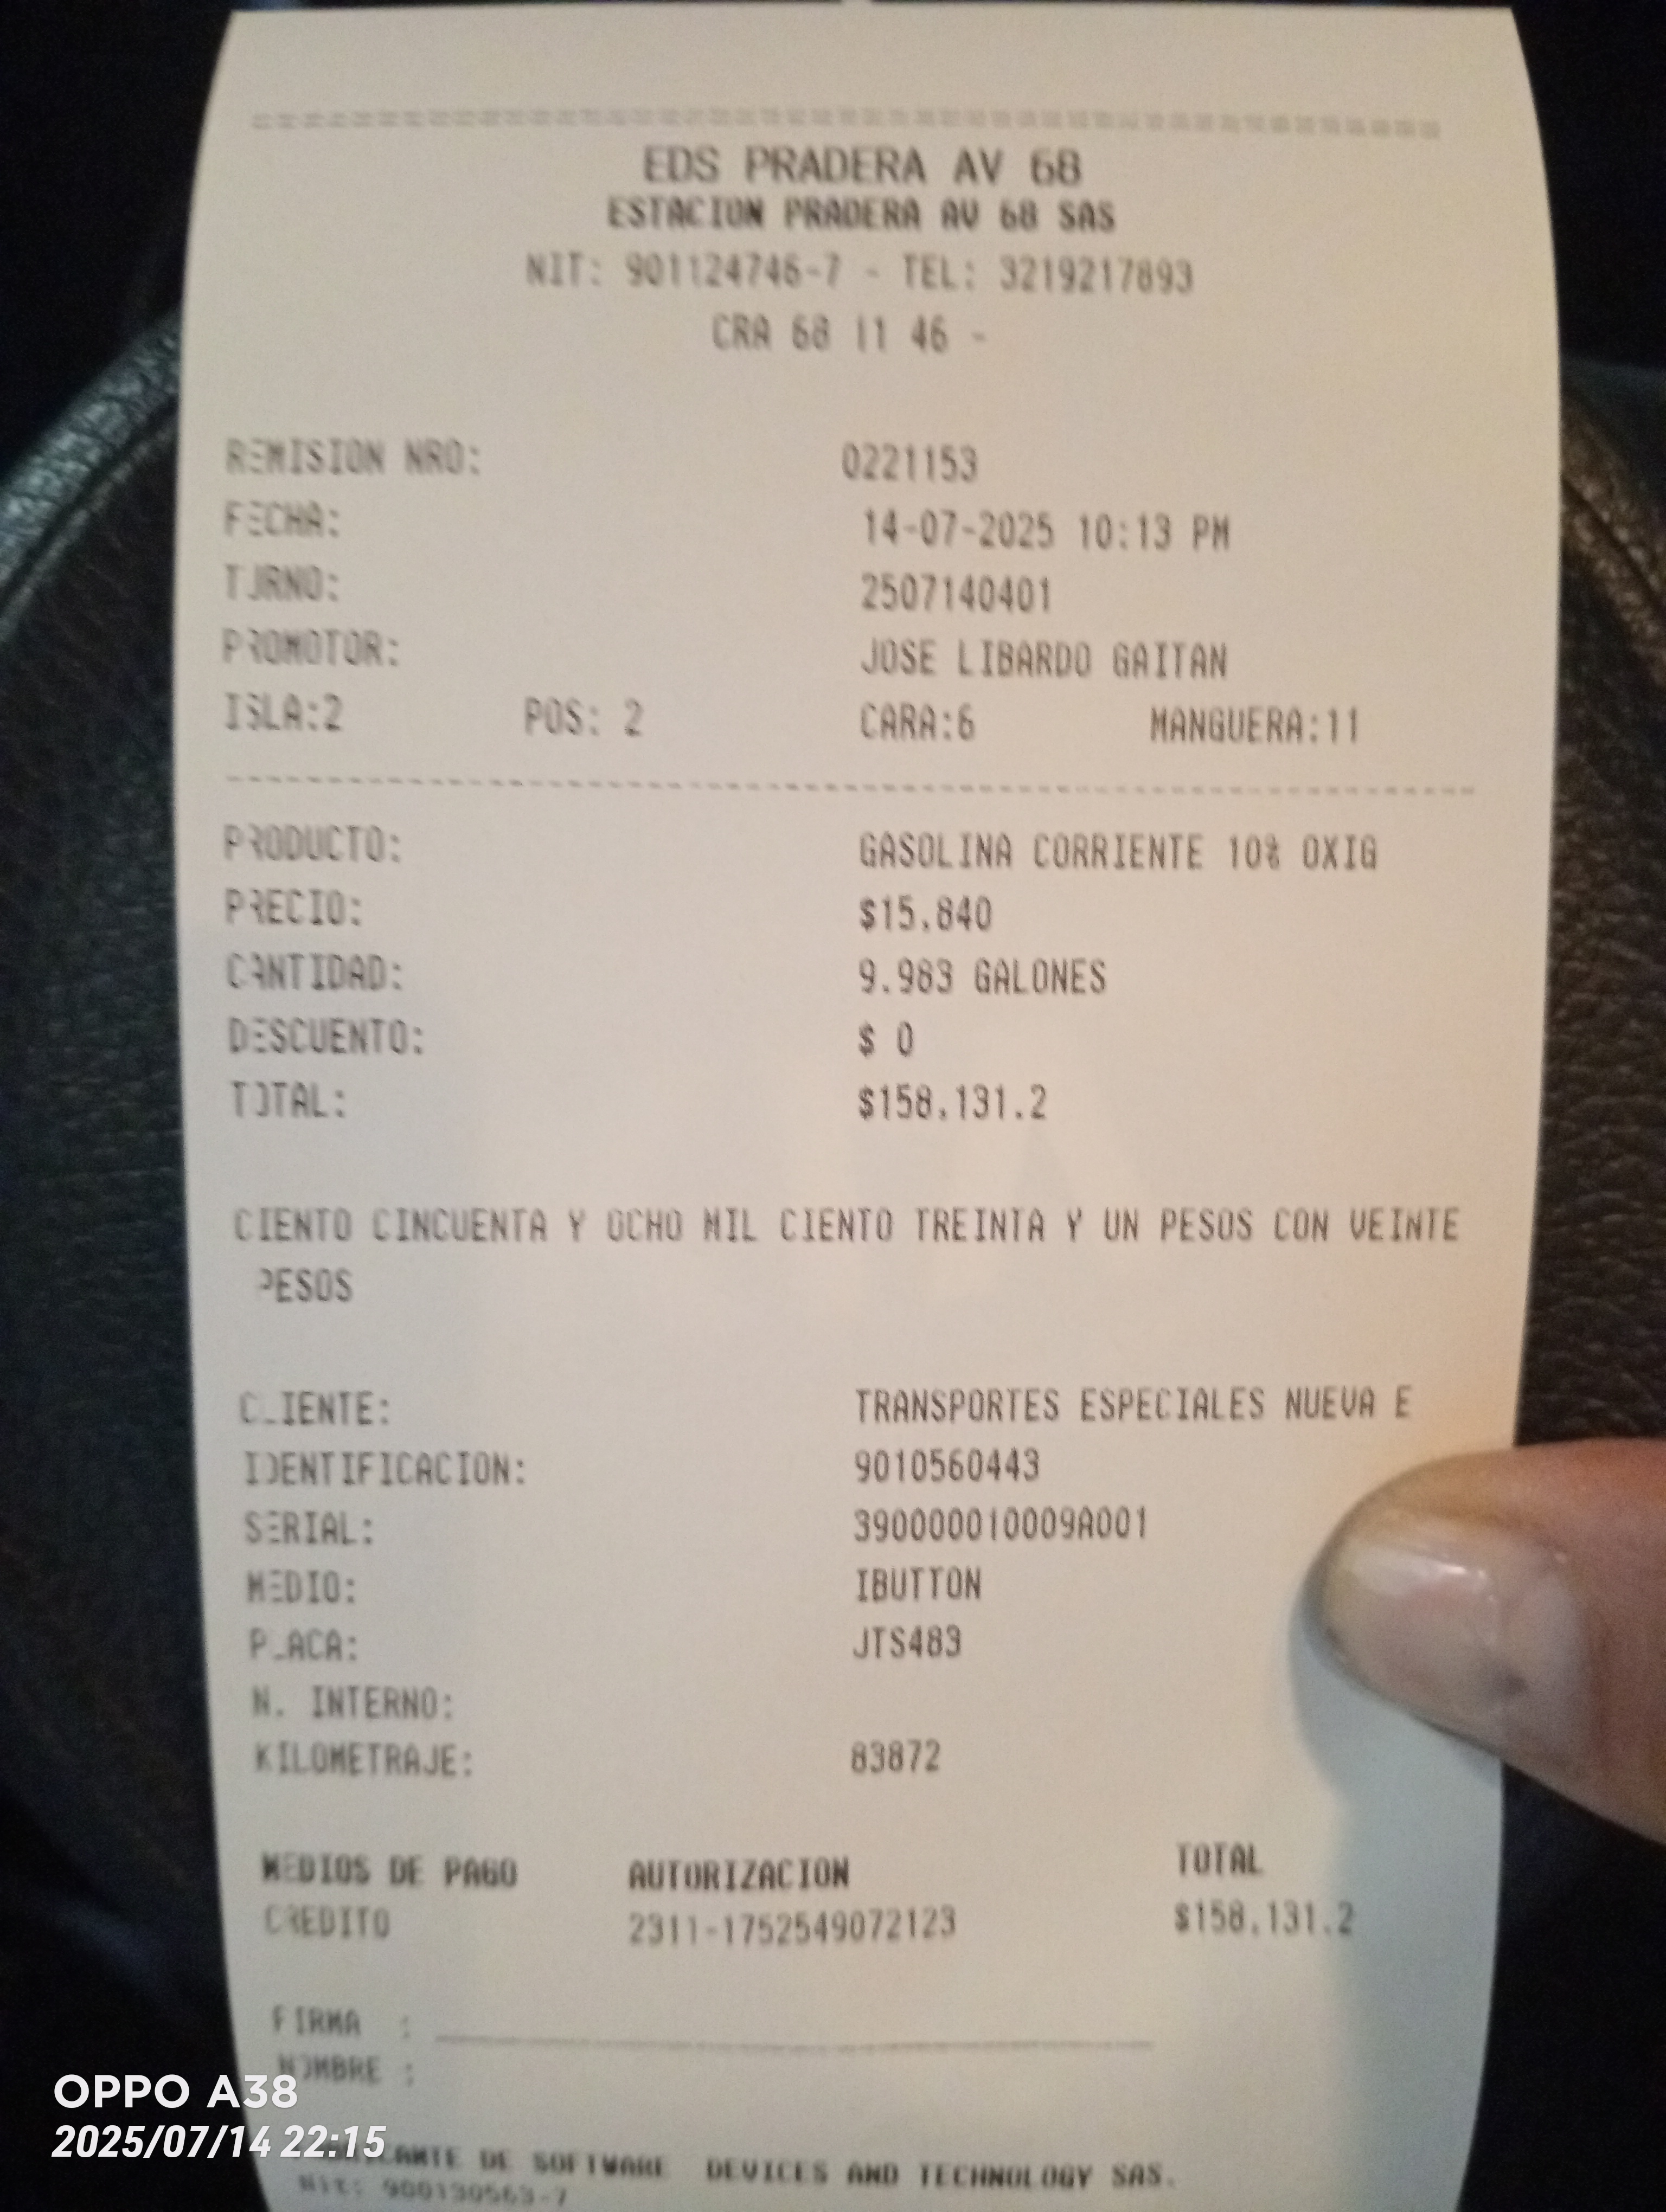 EDS PRADERA AV 68
ESTACION PRADERA AV 68 SAS
NIT: 901124746-7 - TEL: 3219217893
CRA 68 11 46 -
REMISION NRO: 0221153
FECHA: 14-07-2025 10:13 PM
TURNO: 2507140401
PROMOTOR: JOSE LIBARDO GAITAN
ISLA:2 POS: 2 CARA:6 MANGUERA:11
PRODUCTO: GASOLINA CORRIENTE 10% OXIG
PRECIO: $15.840
CANTIDAD: 9.983 GALONES
DESCUENTO: $ 0
TOTAL: $158.131.2
CIENTO CINCUENTA Y OCHO MIL CIENTO TREINTA Y UN PESOS CON VEINTE
PESOS
CLIENTE: TRANSPORTES ESPECIALES NUEVA E
IDENTIFICACION: 9010560443
SERIAL: 390000010009A001
MEDIO: IBUTTON
PLACA: JTS483
N. INTERNO:
KILOMETRAJE: 83872
MEDIOS DE PAGO AUTORIZACION TOTAL
CREDITO 2311-1752549072123 $158.131.2
FIRMA :
NOMBRE :
OPPO A38
2025/07/14 22:15
DE SOFTWARE DEVICES AND TECHNOLOGY SAS.
Nit: 900130563-7